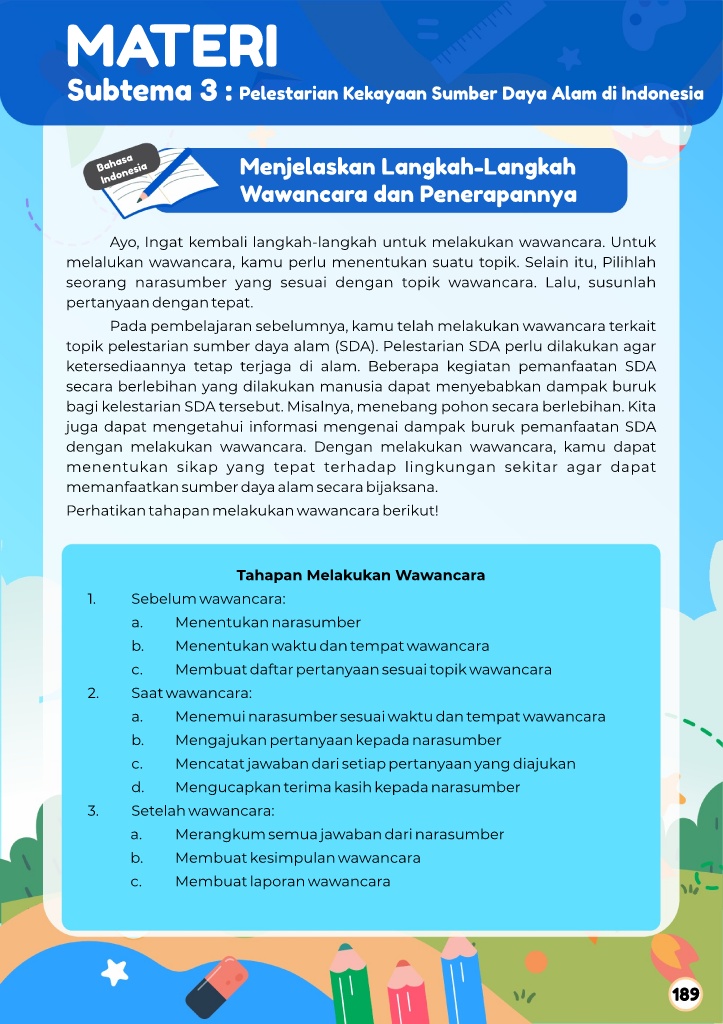 MATERI
Subtema 3 : Pelestarian Kekayaan Sumber Daya Alam di Indonesia
Bahasa
Indonesia
Menjelaskan Langkah-Langkah
Wawancara dan Penerapannya
Ayo, Ingat kembali langkah-langkah untuk melakukan wawancara. Untuk
melalukan wawancara, kamu perlu menentukan suatu topik. Selain itu, Pilihlah
seorang narasumber yang sesuai dengan topik wawancara. Lalu, susunlah
pertanyaan dengan tepat.
Pada pembelajaran sebelumnya, kamu telah melakukan wawancara terkait
topik pelestarian sumber daya alam (SDA). Pelestarian SDA perlu dilakukan agar
ketersediaannya tetap terjaga di alam. Beberapa kegiatan pemanfaatan SDA
secara berlebihan yang dilakukan manusia dapat menyebabkan dampak buruk
bagi kelestarian SDA tersebut. Misalnya, menebang pohon secara berlebihan. Kita
juga dapat mengetahui informasi mengenai dampak buruk pemanfaatan SDA
dengan melakukan wawancara. Dengan melakukan wawancara, kamu dapat
menentukan sikap yang tepat terhadap lingkungan sekitar agar dapat
memanfaatkan sumber daya alam secara bijaksana.
Perhatikan tahapan melakukan wawancara berikut!
Tahapan Melakukan Wawancara
1. Sebelum wawancara:
a. Menentukan narasumber
b. Menentukan waktu dan tempat wawancara
c. Membuat daftar pertanyaan sesuai topik wawancara
2. Saat wawancara:
a. Menemui narasumber sesuai waktu dan tempat wawancara
b. Mengajukan pertanyaan kepada narasumber
c. Mencatat jawaban dari setiap pertanyaan yang diajukan
d. Mengucapkan terima kasih kepada narasumber
3. Setelah wawancara:
a. Merangkum semua jawaban dari narasumber
b. Membuat kesimpulan wawancara
c. Membuat laporan wawancara
189